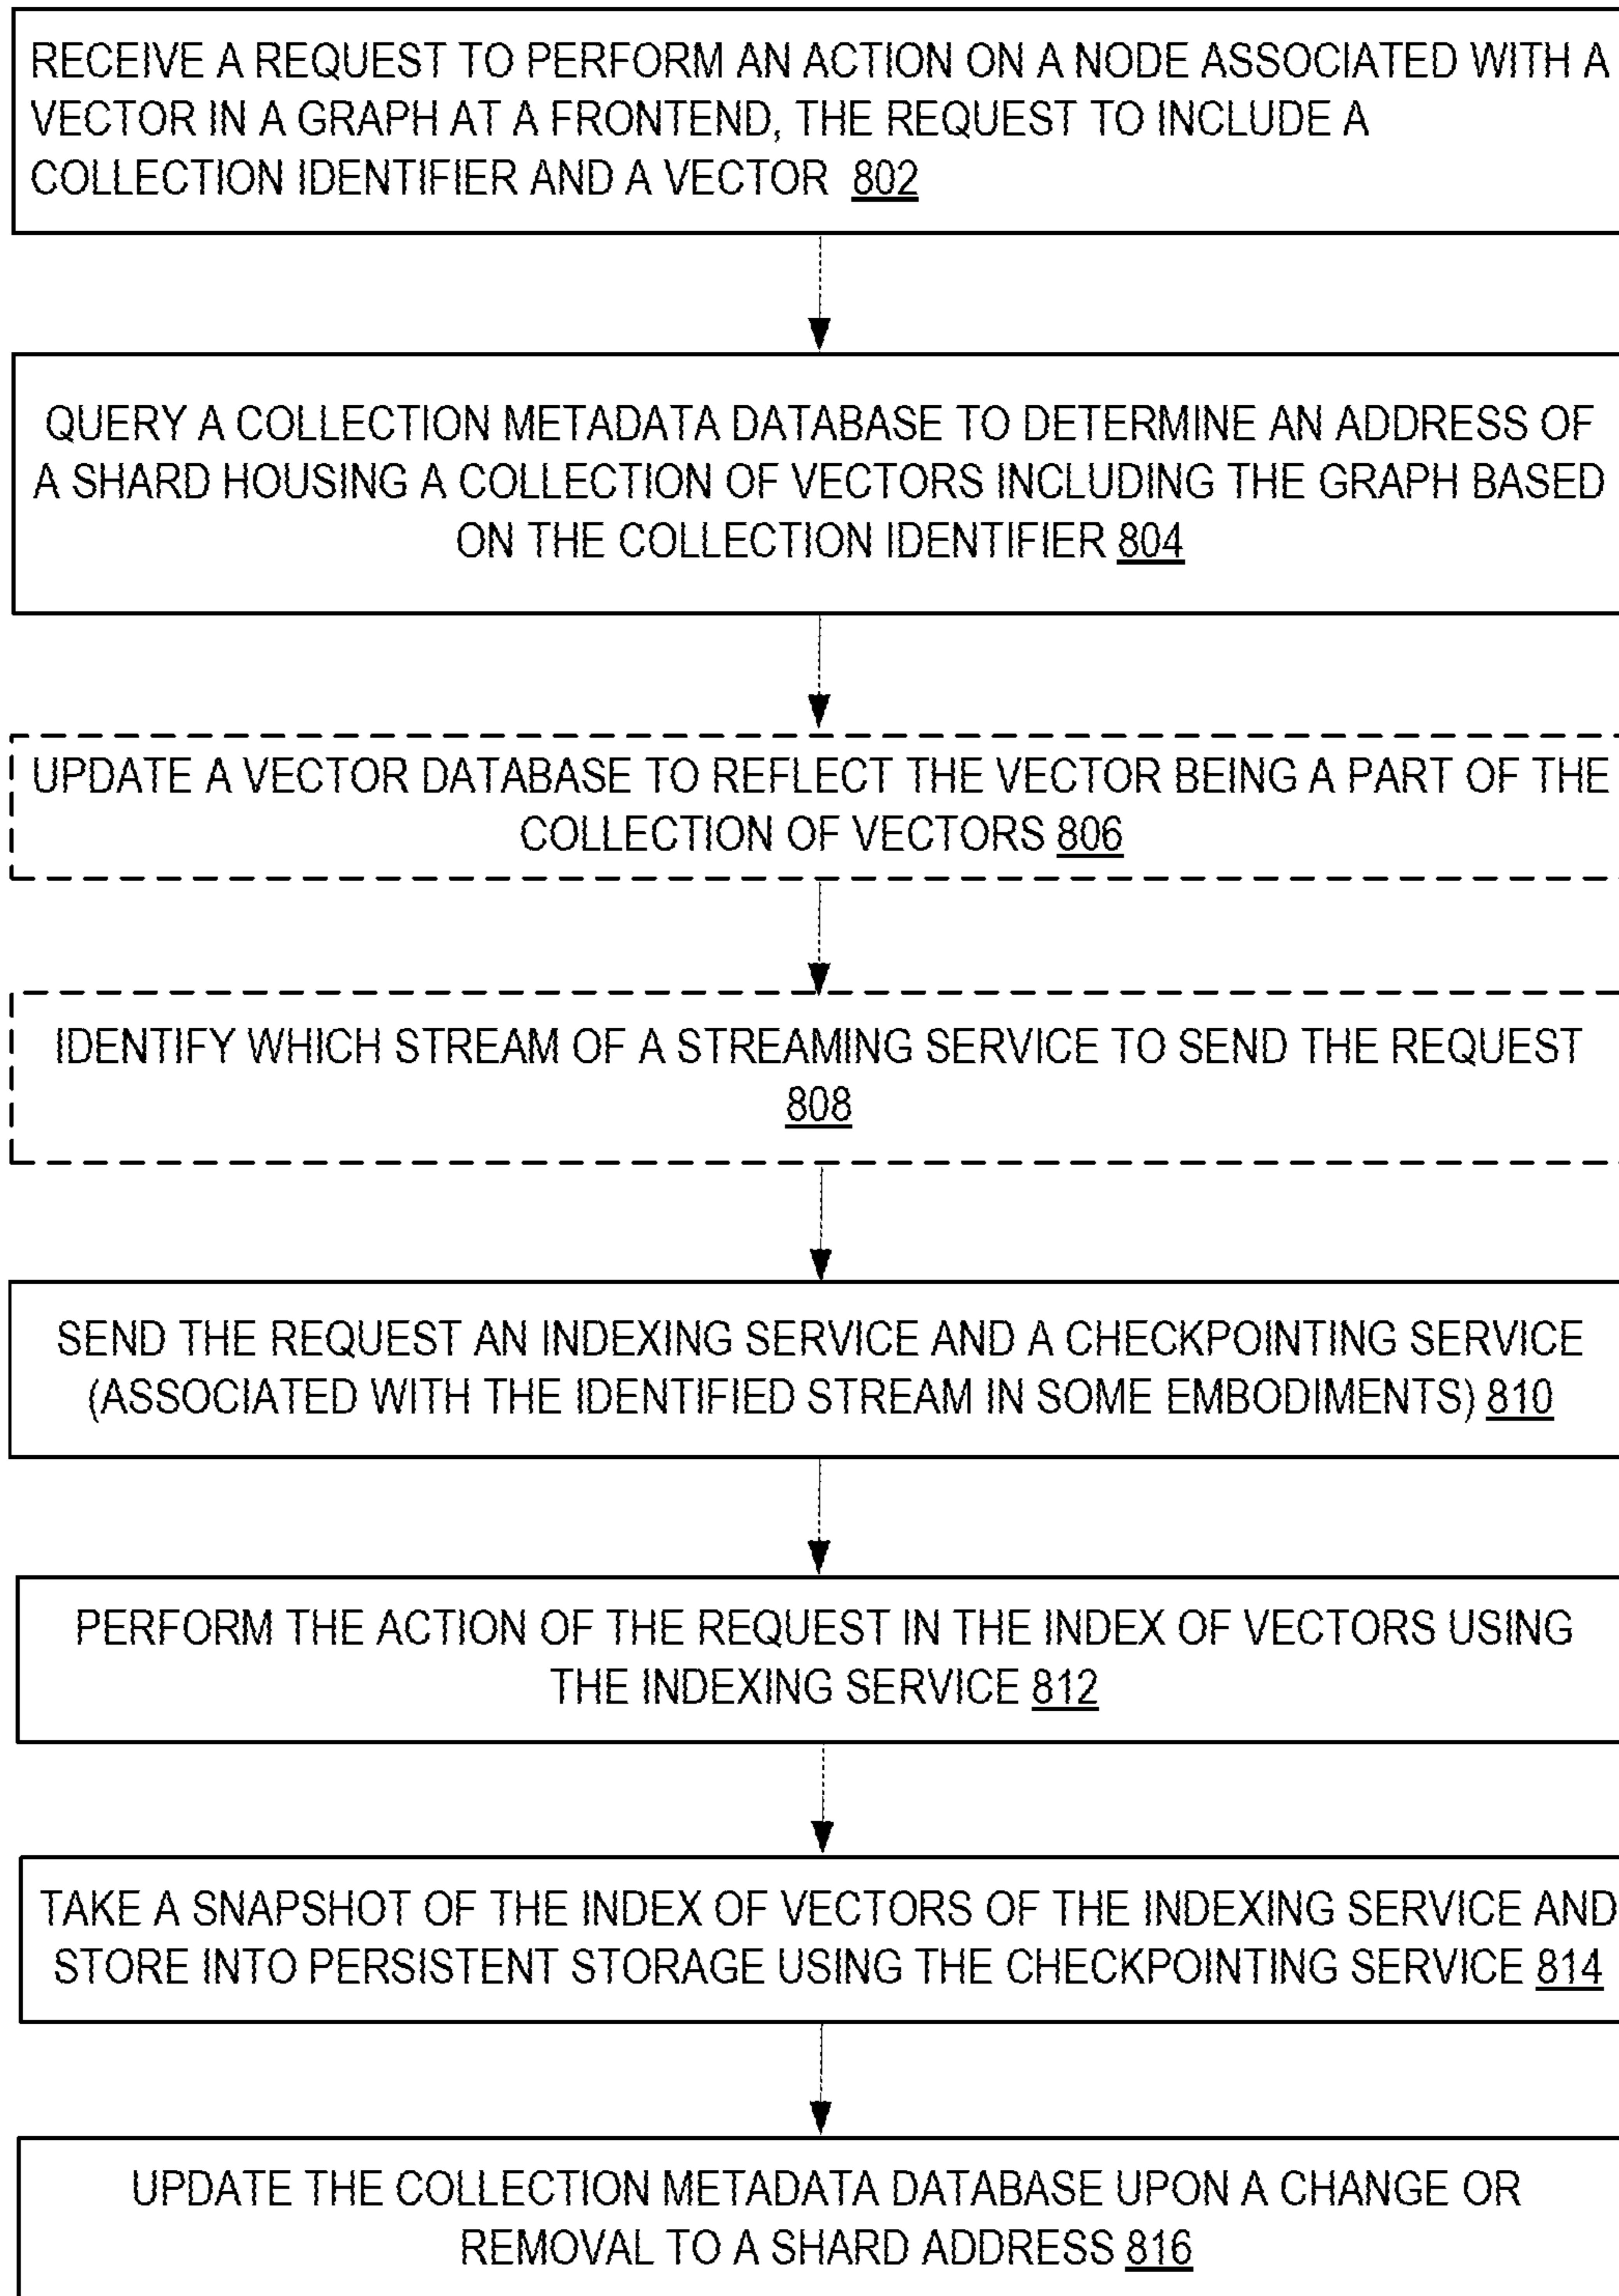 RECEIVE A REQUEST TO PERFORM AN ACTION ON A NODE ASSOCIATED WITH A
VECTOR IN A GRAPH AT A FRONTEND, THE REQUEST TO INCLUDE A
COLLECTION IDENTIFIER AND A VECTOR 802
QUERY A COLLECTION METADATA DATABASE TO DETERMINE AN ADDRESS OF
A SHARD HOUSING A COLLECTION OF VECTORS INCLUDING THE GRAPH BASED
ON THE COLLECTION IDENTIFIER 804
UPDATE A VECTOR DATABASE TO REFLECT THE VECTOR BEING A PART OF THE
COLLECTION OF VECTORS 806
IDENTIFY WHICH STREAM OF A STREAMING SERVICE TO SEND THE REQUEST
808
SEND THE REQUEST AN INDEXING SERVICE AND A CHECKPOINTING SERVICE
(ASSOCIATED WITH THE IDENTIFIED STREAM IN SOME EMBODIMENTS) 810
PERFORM THE ACTION OF THE REQUEST IN THE INDEX OF VECTORS USING
THE INDEXING SERVICE 812
TAKE A SNAPSHOT OF THE INDEX OF VECTORS OF THE INDEXING SERVICE AND
STORE INTO PERSISTENT STORAGE USING THE CHECKPOINTING SERVICE 814
UPDATE THE COLLECTION METADATA DATABASE UPON A CHANGE OR
REMOVAL TO A SHARD ADDRESS 816